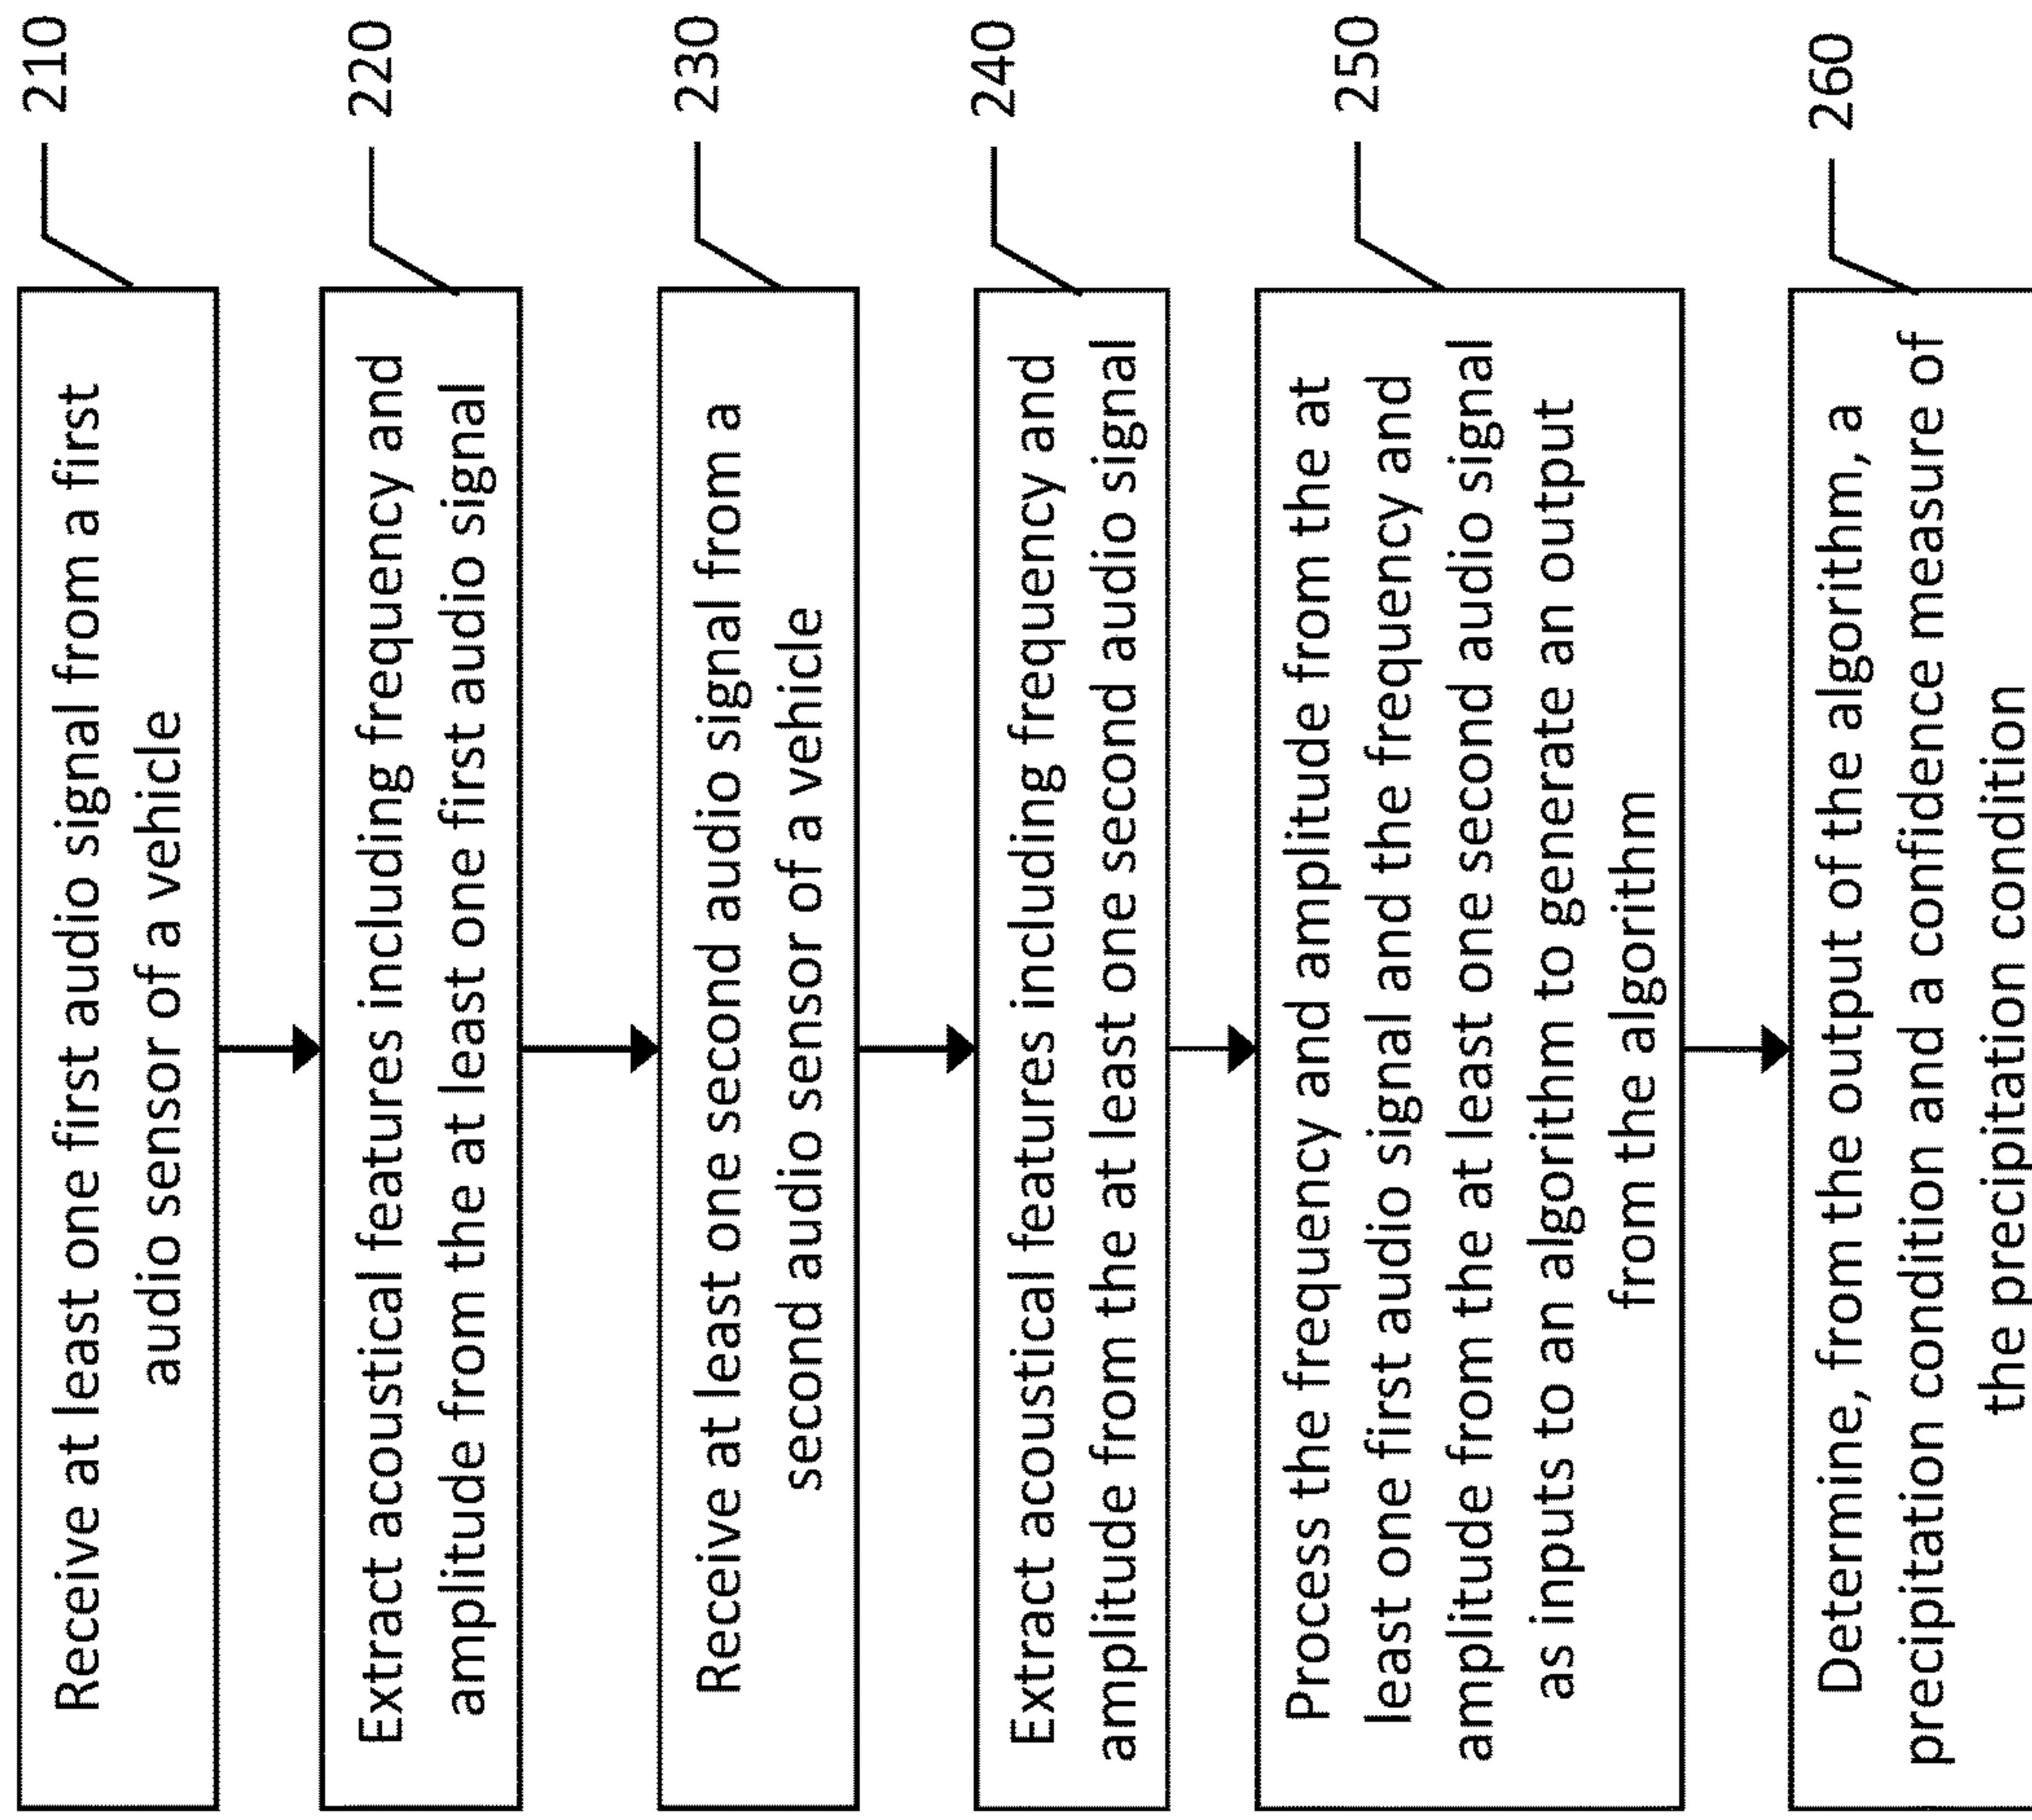 Receive at least one first audio signal from a first
audio sensor of a vehicle
210
Extract acoustical features including frequency and
amplitude from the at least one first audio signal
220
Receive at least one second audio signal from a
second audio sensor of a vehicle
230
Extract acoustical features including frequency and
amplitude from the at least one second audio signal
240
Process the frequency and amplitude from the at
least one first audio signal and the frequency and
amplitude from the at least one second audio signal
as inputs to an algorithm to generate an output
from the algorithm
250
Determine, from the output of the algorithm, a
precipitation condition and a confidence measure of
the precipitation condition
260